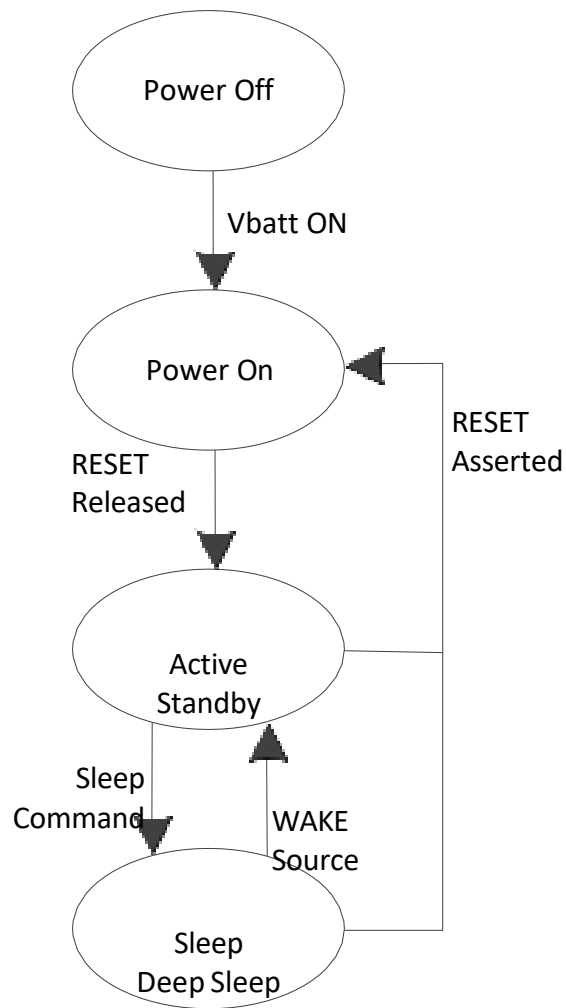 Power Off
Vbatt ON
Power On
RESET
Asserted
RESET
Released
Active
Standby
Sleep
Command
WAKE
Source
Sleep
Deep Sleep